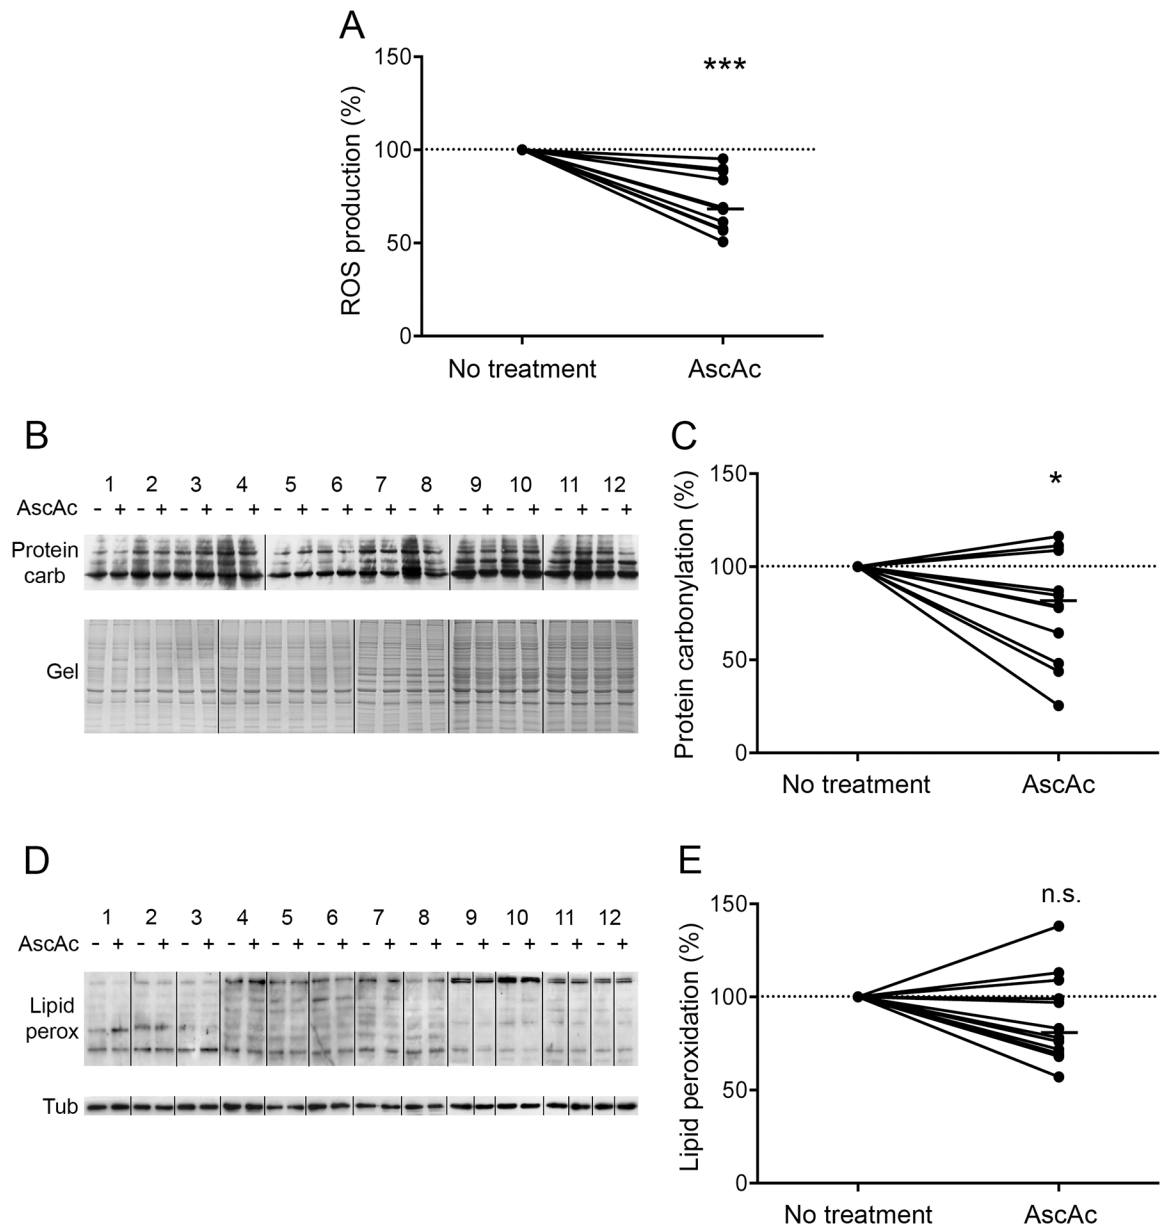 A
150
***
100
50
0
ROS production (%)
No treatment AscAc
B
1 2 3 4 5 6 7 8 9 10 11 12
AscAc - + - + - + - + - + - + - + - + - + - + - + - +
Protein
carb
Gel
C
150
*
100
50
0
Protein carbonylation (%)
No treatment AscAc
D
1 2 3 4 5 6 7 8 9 10 11 12
AscAc - + - + - + - + - + - + - + - + - + - + - + - +
Lipid
perox
Tub
E
n.s.
150
100
50
0
Lipid peroxidation (%)
No treatment AscAc